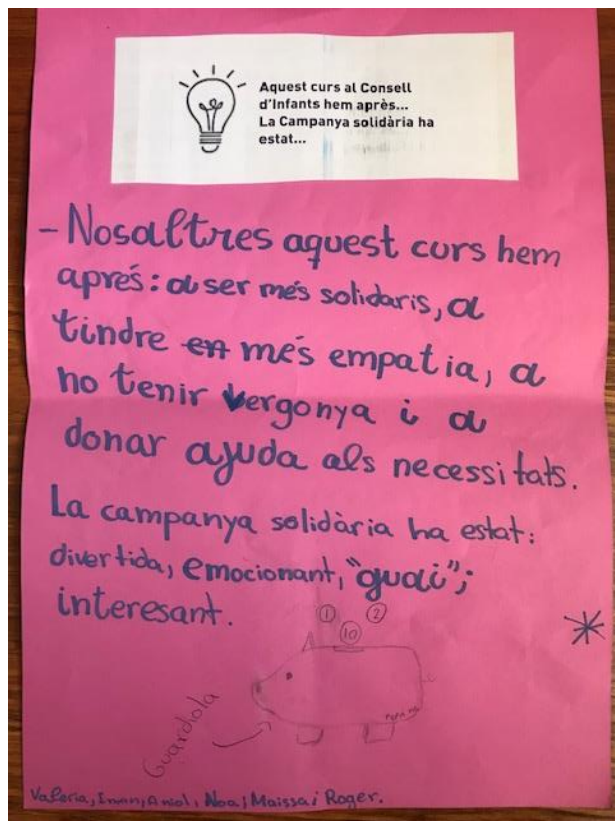 Aquest curs al Consell
d'Infants hem après...
La Campanya solidària ha
estat...
- Nosaltres aquest curs hem
aprés: a ser més solidaris, a
tindre en més empatia, a
no tenir vergonya i a
donar ajuda als necessitats.
La campanya solidària ha estat:
divertida, emocionant, "guai";
interesant.
1 2
10
Guardiola
Valeria, Iman, Arnol, Noa, Maissa i Roger.